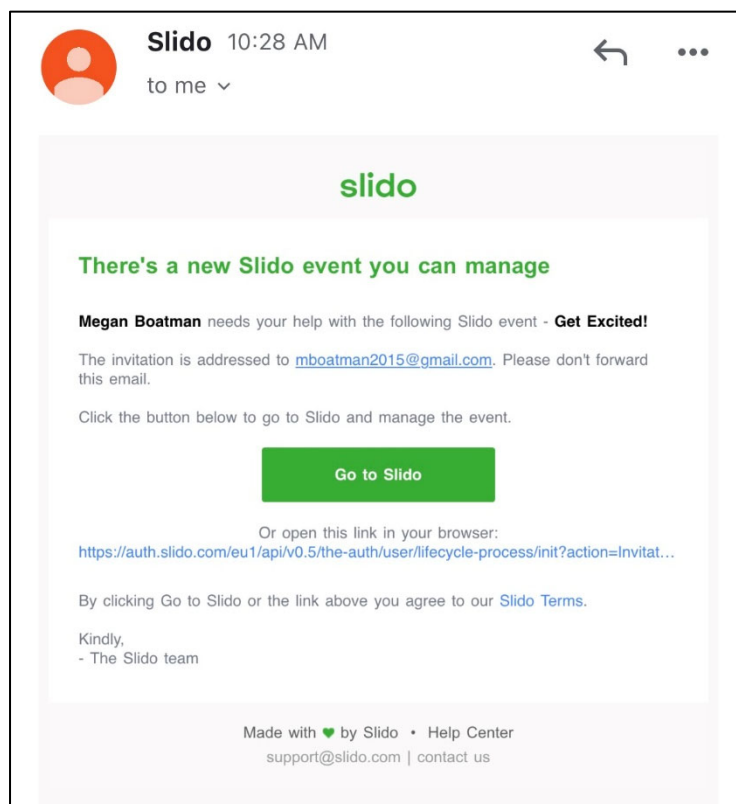 Slido 10:28 AM
to me
slido
There's a new Slido event you can manage
Megan Boatman needs your help with the following Slido event - Get Excited!
The invitation is addressed to mboatman2015@gmail.com. Please don't forward
this email.
Click the button below to go to Slido and manage the event.
Go to Slido
Or open this link in your browser:
https://auth.slido.com/eu1/api/v0.5/the-auth/user/lifecycle-process/init?action=Invitat…
By clicking Go to Slido or the link above you agree to our Slido Terms.
Kindly,
- The Slido team
Made with ♥ by Slido • Help Center
support@slido.com | contact us